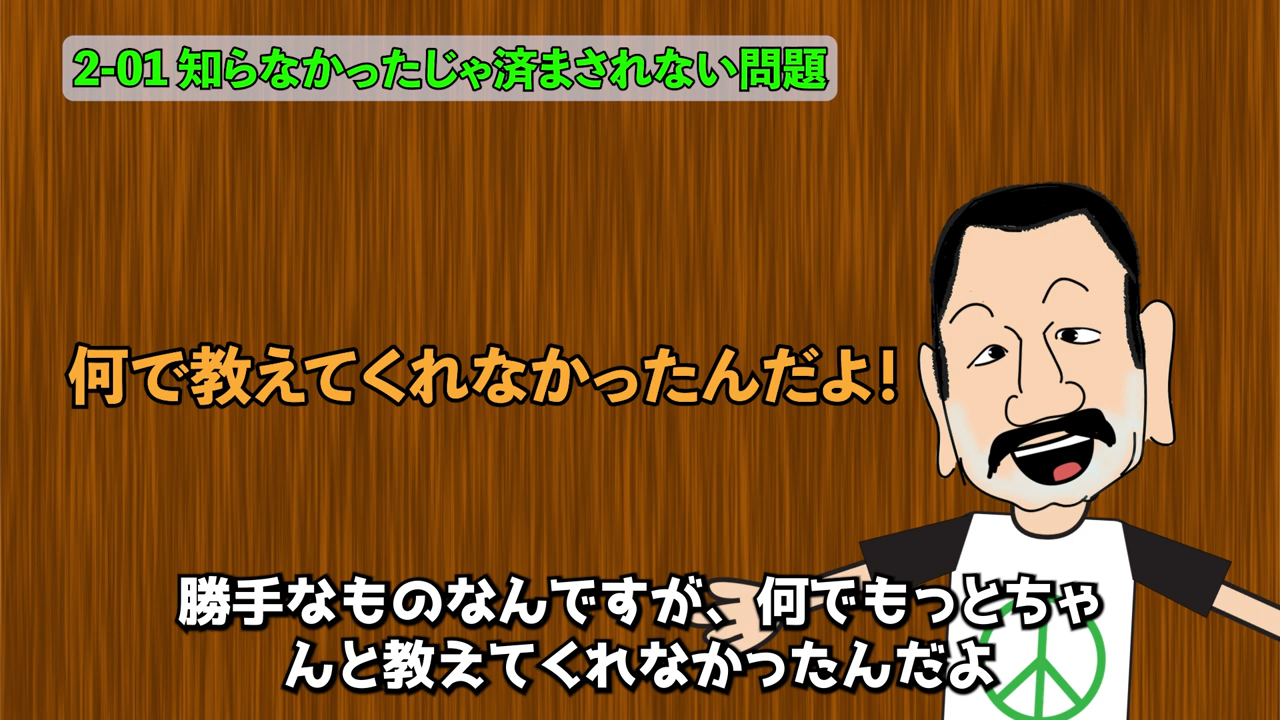 2-01 知らなかったじゃ済まされない問題
何で教えてくれなかったんだよ!
勝手なものなんですが、何でもっとちゃ
んと教えてくれなかったんだよ